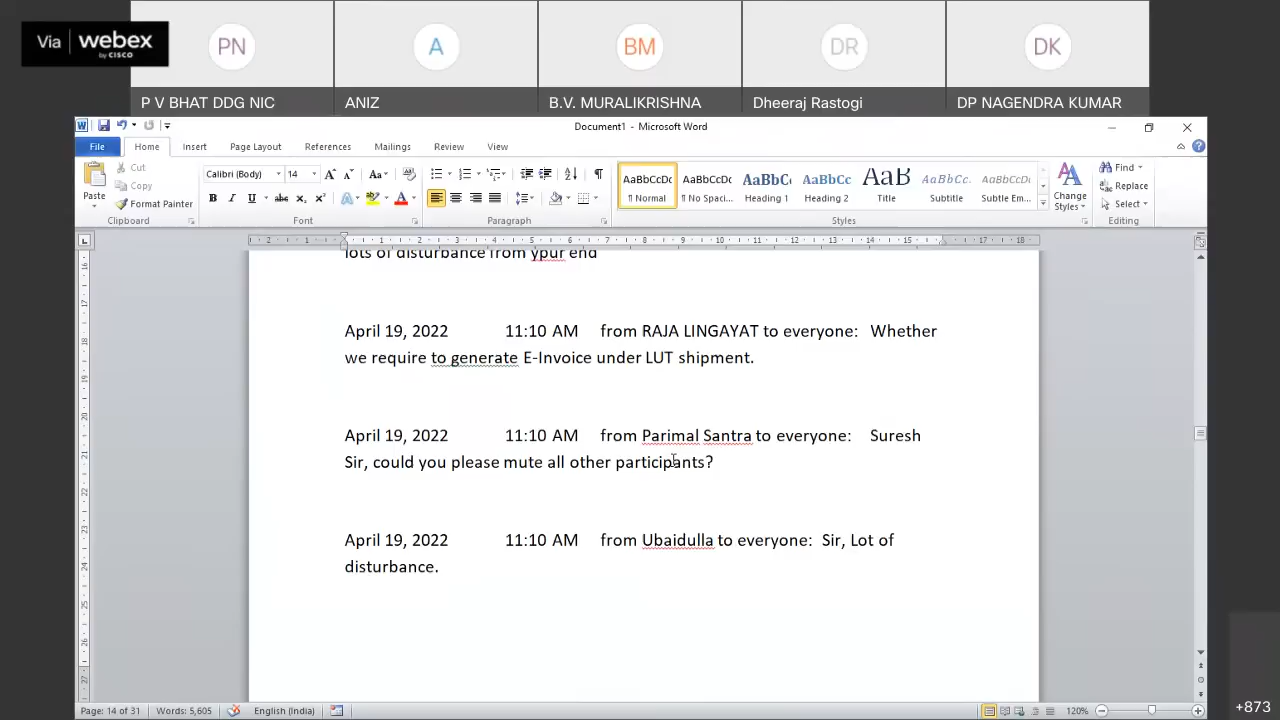 Via webex by CISCO
PN A BM DR DK
P V BHAT DDG NIC ANIZ B.V. MURALIKRISHNA Dheeraj Rastogi DP NAGENDRA KUMAR
Document1 - Microsoft Word
File Home Insert Page Layout References Mailings Review View
Paste Cut Copy Format Painter Clipboard
Calibri (Body) 14 Font
Paragraph
AaBbCcDc AaBbCcDc AaBbC AaBbCc AaB AaBbCc. AaBbCcDc
¶ Normal ¶ No Spaci... Heading 1 Heading 2 Title Subtitle Subtle Em...
Styles
Change Styles
Find Replace Select Editing
lots of disturbance from ypur end
April 19, 2022 11:10 AM from RAJA LINGAYAT to everyone: Whether
we require to generate E-Invoice under LUT shipment.
April 19, 2022 11:10 AM from Parimal Santra to everyone: Suresh
Sir, could you please mute all other participants?
April 19, 2022 11:10 AM from Ubaidulla to everyone: Sir, Lot of
disturbance.
Page: 14 of 31 Words: 5,605 English (India) 120%
+873